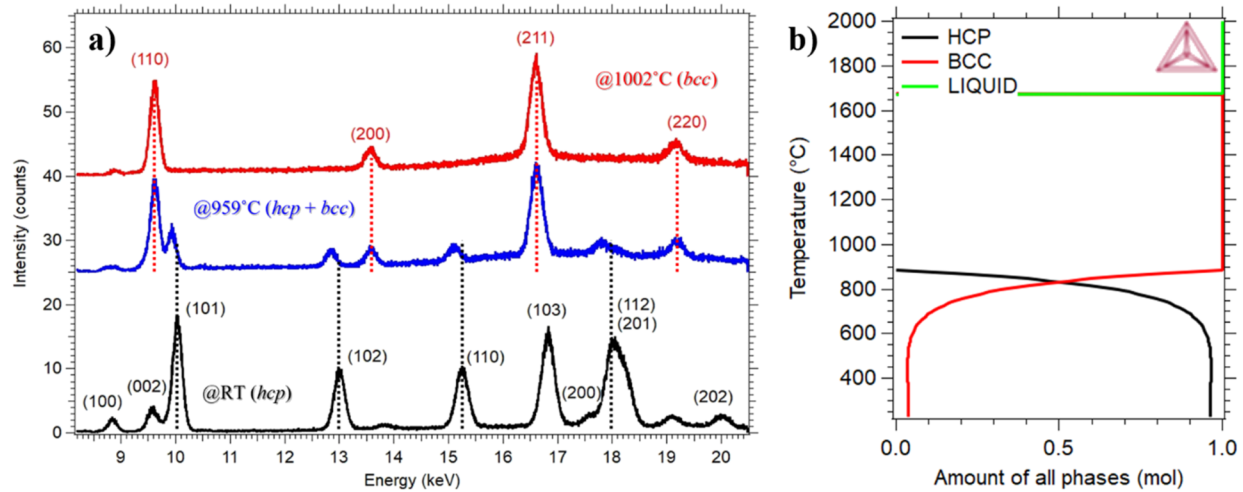 a)
60
50
40
30
20
10
0
Intensity (counts)
(110)
(211)
@1002˚C (bcc)
(200)
(220)
@959˚C (hcp + bcc)
(101)
(112)
(201)
(103)
(102)
(110)
(002)
(100)
@RT (hcp)
(200)
(202)
9 10 11 12 13 14 15 16 17 18 19 20
Energy (keV)
b)
HCP
BCC
LIQUID
2000
1800
1600
1400
1200
1000
800
600
400
Temperature (°C)
0.0 0.5 1.0
Amount of all phases (mol)